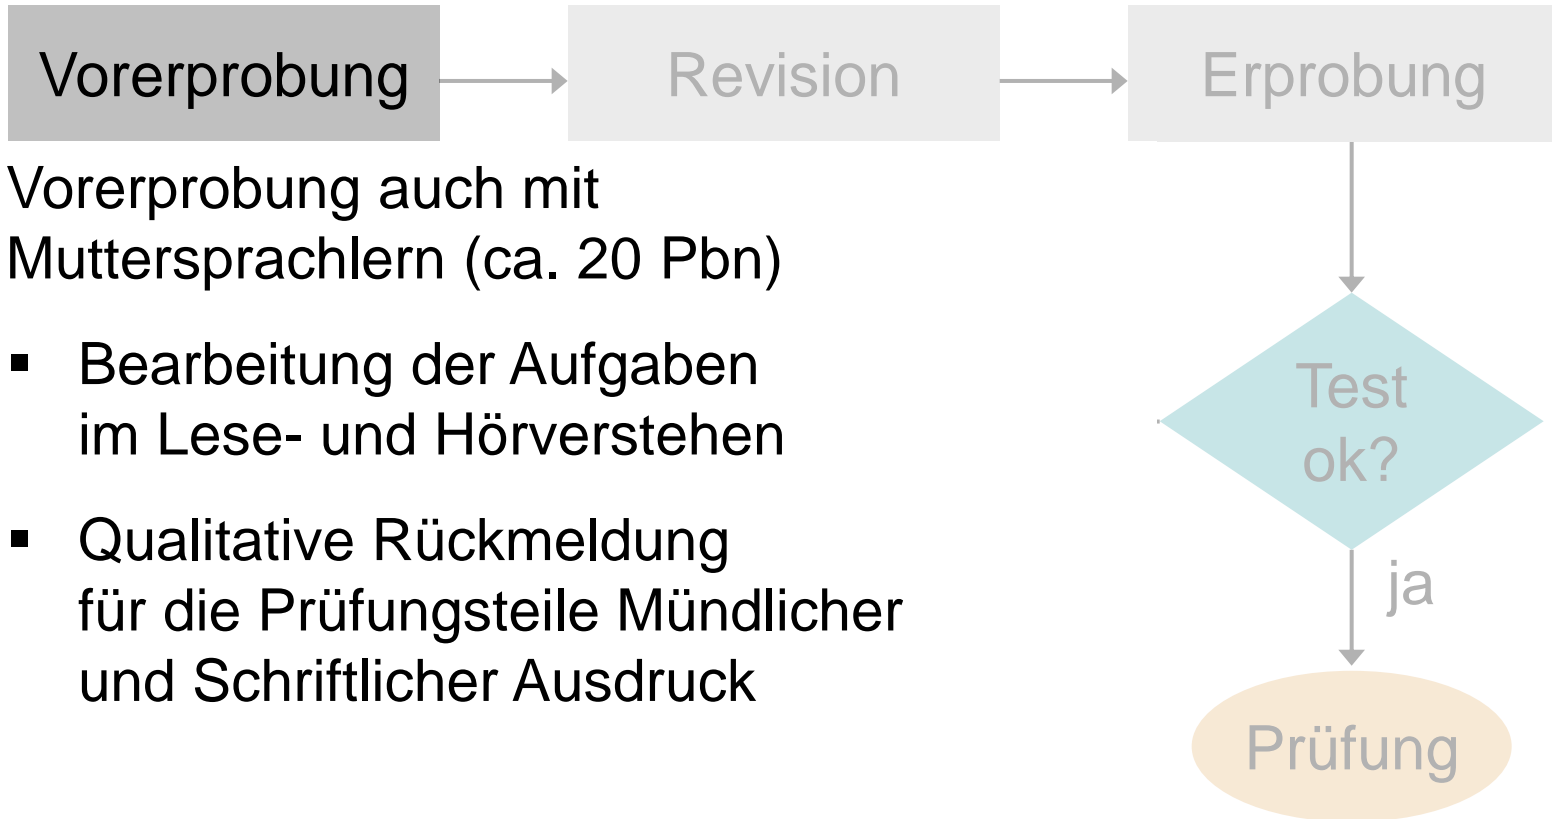 Vorerprobung
Revision
Erprobung
Vorerprobung auch mit
Muttersprachlern (ca. 20 Pbn)
▪ Bearbeitung der Aufgaben
im Lese- und Hörverstehen
▪ Qualitative Rückmeldung
für die Prüfungsteile Mündlicher
und Schriftlicher Ausdruck
Test
ok?
ja
Prüfung